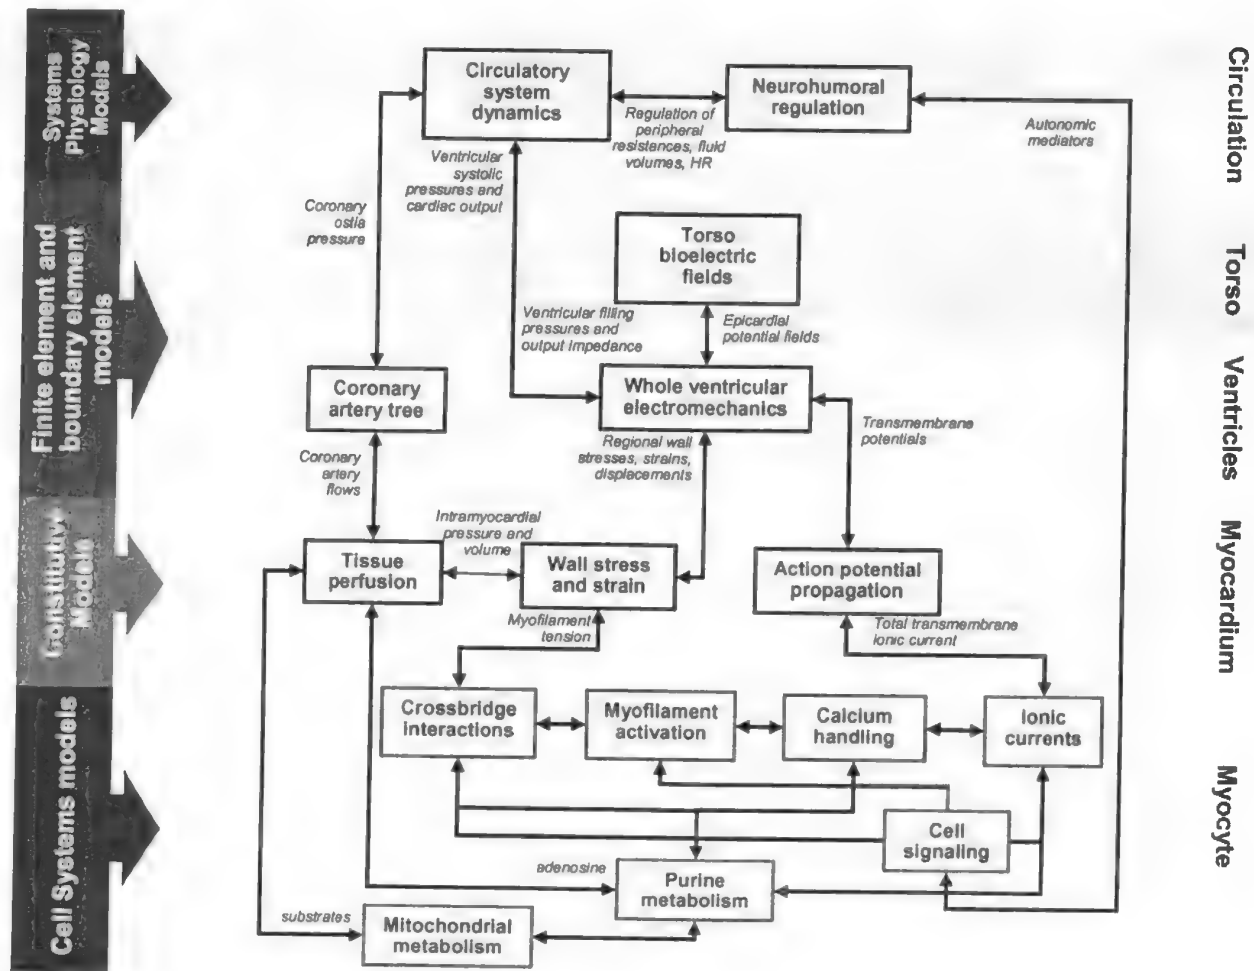 Systems
Physiology
Models
Finite element and
boundary element
models
Constitutive
Models
Cell Systems models
Circulatory
system
dynamics
Neurohumoral
regulation
Regulation of
peripheral
resistances, fluid
volumes, HR
Autonomic
mediators
Ventricular
systolic
pressures and
cardiac output
Coronary
ostia
pressure
Torso
bioelectric
fields
Ventricular filling
pressures and
output impedance
Epicardial
potential fields
Coronary
artery tree
Whole ventricular
electromechanics
Transmembrane
potentials
Regional wall
stresses, strains,
displacements
Coronary
artery
flows
Intramyocardial
pressure and
volume
Tissue
perfusion
Wall stress
and strain
Action potential
propagation
Myofilament
tension
Total transmembrane
ionic current
Crossbridge
interactions
Myofilament
activation
Calcium
handling
Ionic
currents
Cell
signaling
adenosine
Purine
metabolism
substrates
Mitochondrial
metabolism
Circulation
Torso
Ventricles
Myocardium
Myocyte